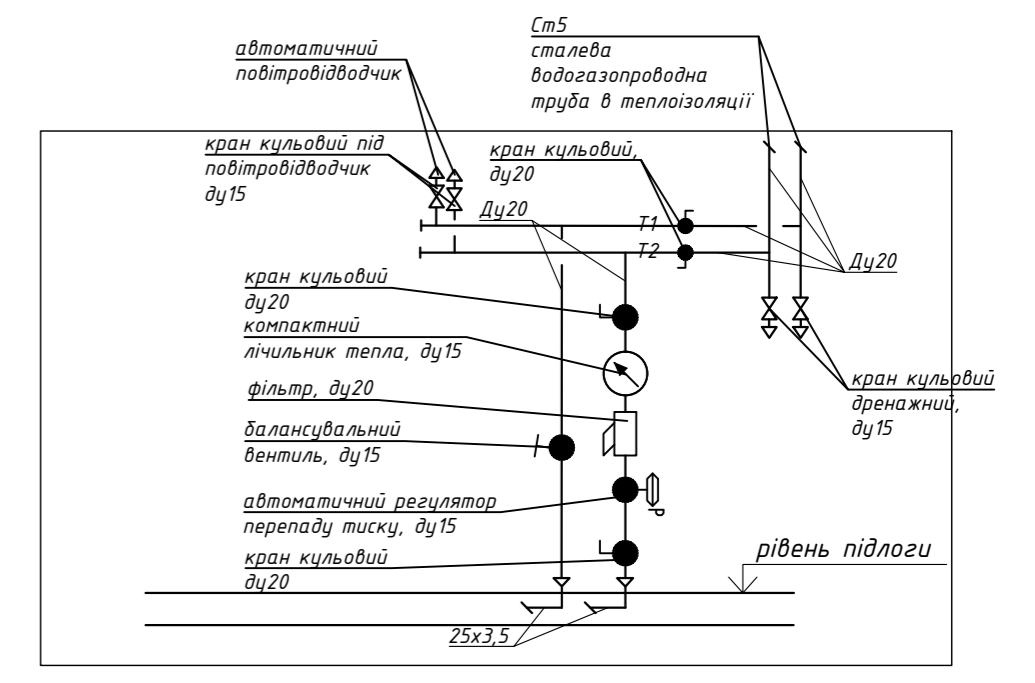 Ст5
сталева
водогазопроводна
труба в теплоізоляції
автоматичний
повітровідводчик
кран кульовий під
повітровідводчик
ду15
кран кульовий,
ду20
Ду20
Т1
Т2
Ду20
кран кульовий
ду20
компактний
лічильник тепла, ду15
фільтр, ду20
балансувальний
вентиль, ду15
автоматичний регулятор
перепаду тиску, ду15
кран кульовий
ду20
кран кульовий
дренажний,
ду15
P
рівень підлоги
25х3,5